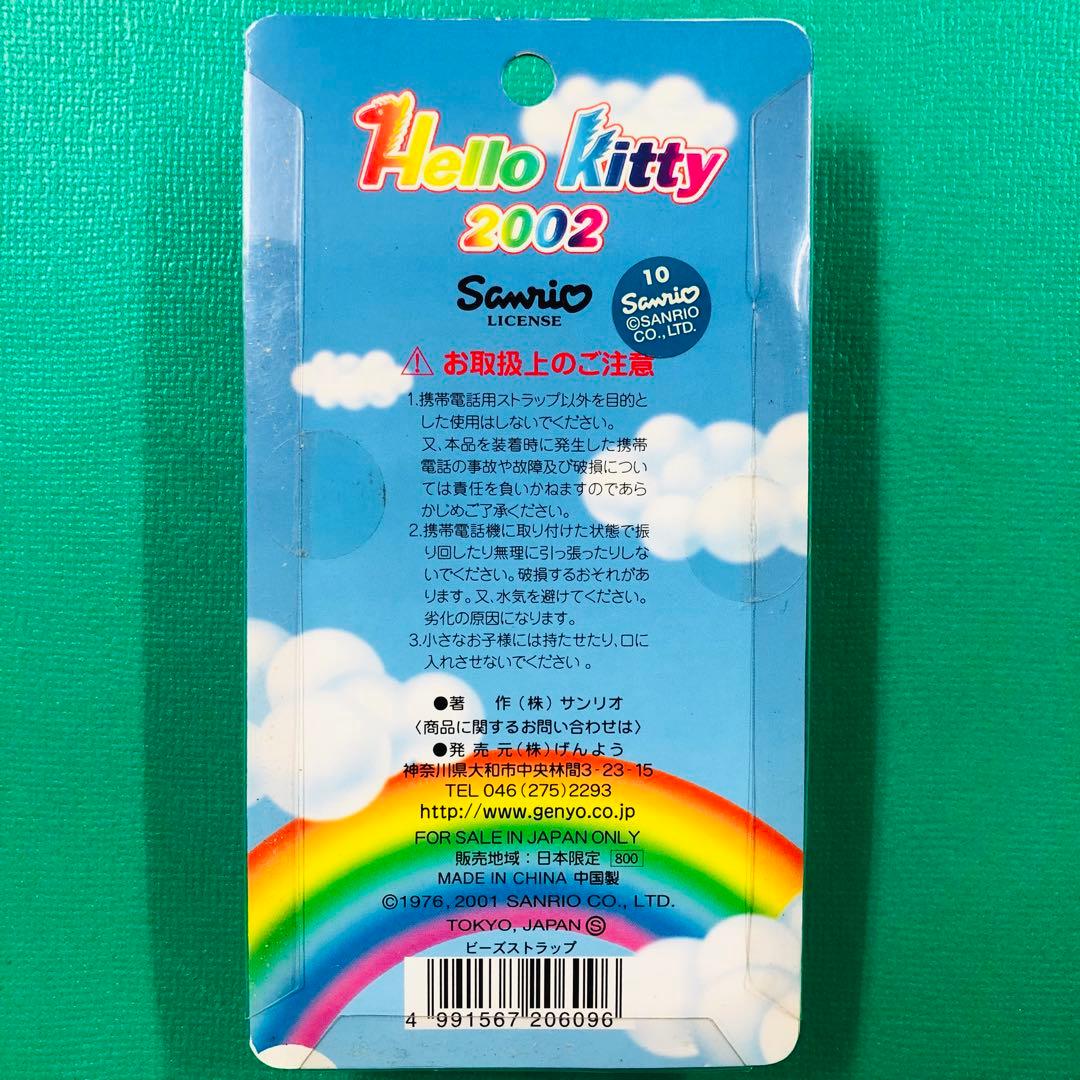 Hello Kitty
2002
Sanrio
LICENSE
10
Sanrio
©SANRIO
CO., LTD.
⚠ お取扱上のご注意
1.携帯電話用ストラップ以外を目的と
した使用はしないでください。
又、本品を装着時に発生した携帯
電話の事故や故障及び破損につい
ては責任を負いかねますのであら
かじめご了承ください。
2.携帯電話機に取り付けた状態で振
り回したり無理に引っ張ったりしな
いでください。破損するおそれがあ
ります。又、水気を避けてください。
劣化の原因になります。
3.小さなお子様には持たせたり、口に
入れさせないでください。
●著 作(株) サンリオ
〈商品に関するお問い合わせは〉
●発 売 元(株)げんよう
神奈川県大和市中央林間3-23-15
TEL 046(275)2293
http://www.genyo.co.jp
FOR SALE IN JAPAN ONLY
販売地域:日本限定 800
MADE IN CHINA 中国製
©1976, 2001 SANRIO CO., LTD.
TOKYO, JAPAN Ⓢ
ビーズストラップ
4 991567 206096